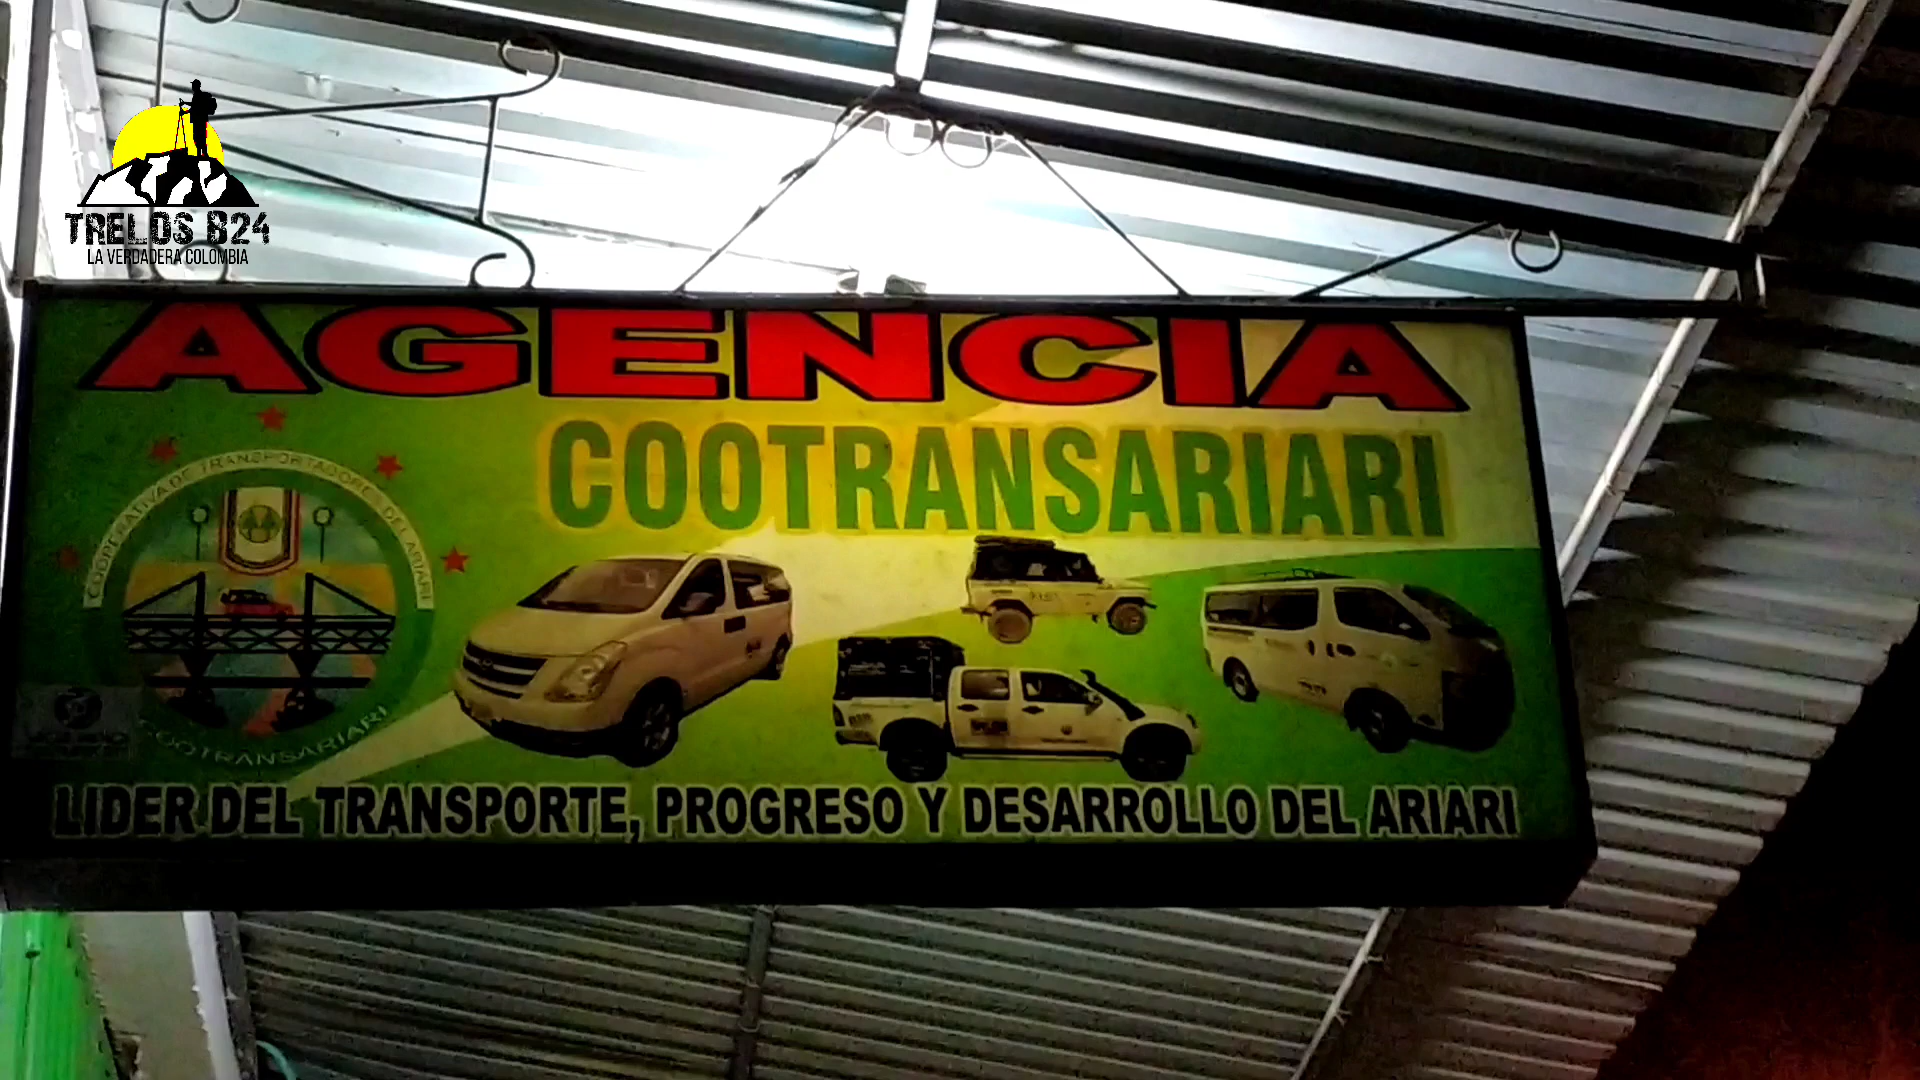 TRELOS B24
LA VERDADERA COLOMBIA
AGENCIA
COOTRANSARIARI
COOPERATIVA DE TRANSPORTADORES DEL ARIARI
COOTRANSARIARI
LIDER DEL TRANSPORTE, PROGRESO Y DESARROLLO DEL ARIARI